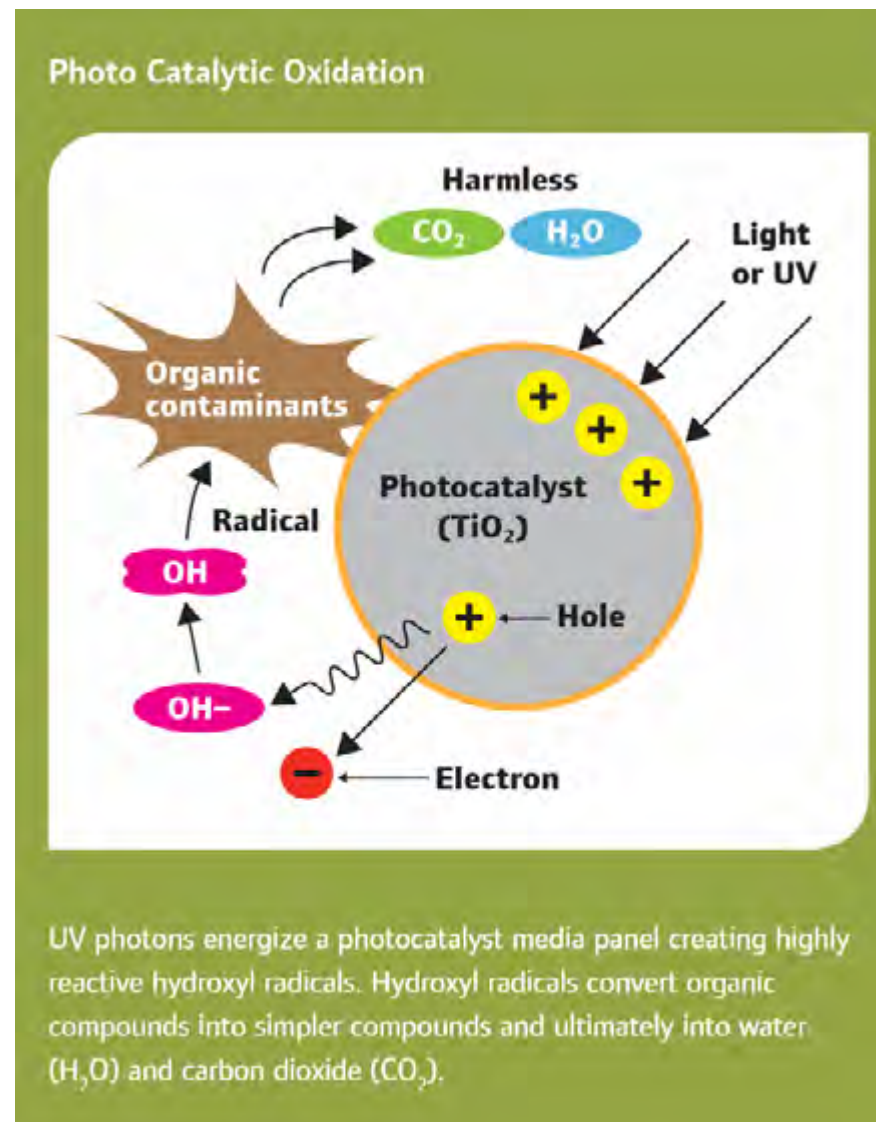 Photo Catalytic Oxidation
Harmless
CO₂
H₂O
Light
or UV
Organic
contaminants
+
+
+
Photocatalyst
(TiO₂)
Radical
OH
+
Hole
OH–
–
Electron
UV photons energize a photocatalyst media panel creating highly
reactive hydroxyl radicals. Hydroxyl radicals convert organic
compounds into simpler compounds and ultimately into water
(H₂O) and carbon dioxide (CO₂).